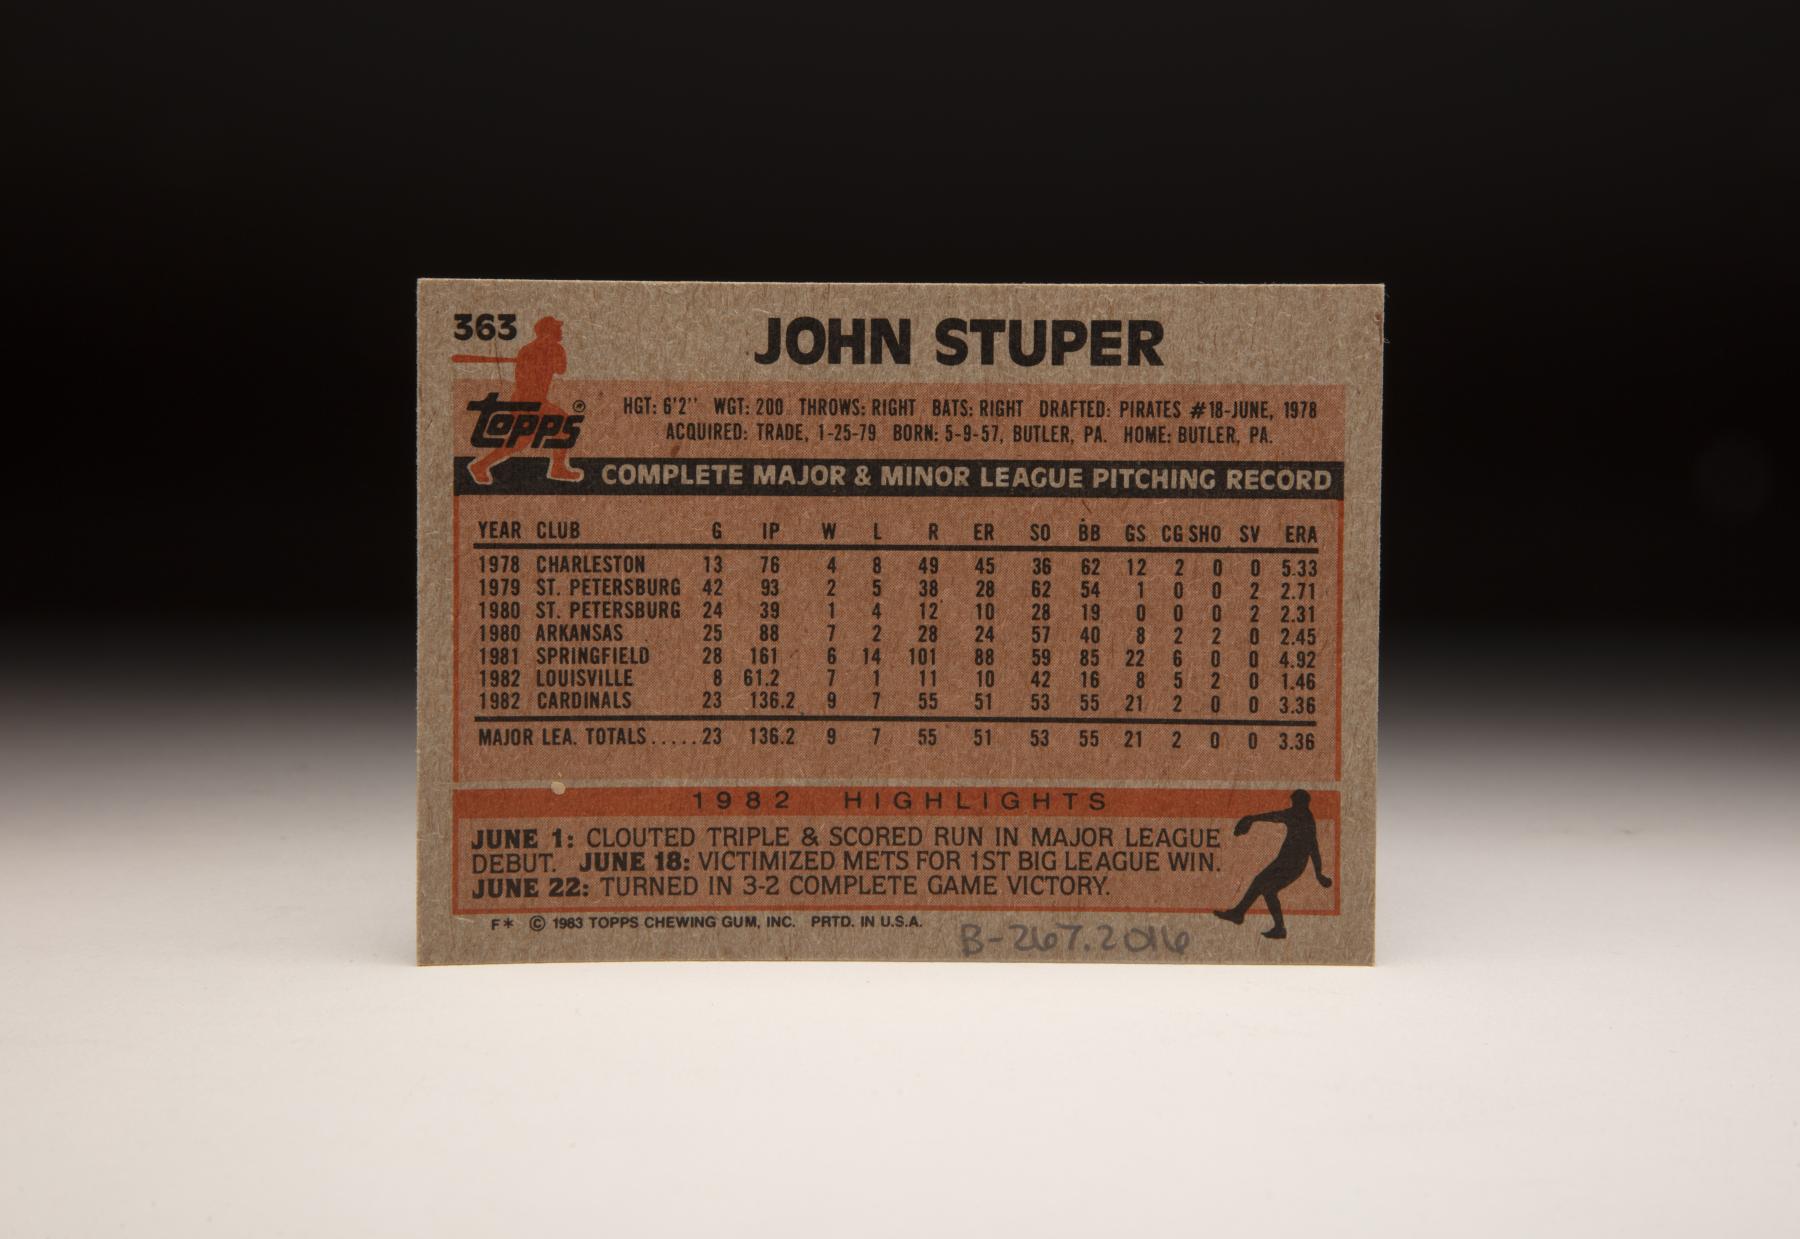 363
JOHN STUPER
topps®
HGT: 6'2'' WGT: 200 THROWS: RIGHT BATS: RIGHT DRAFTED: PIRATES #18-JUNE, 1978
ACQUIRED: TRADE, 1-25-79 BORN: 5-9-57, BUTLER, PA. HOME: BUTLER, PA.
COMPLETE MAJOR & MINOR LEAGUE PITCHING RECORD
YEAR CLUB G IP W L R ER SO BB GS CG SHO SV ERA
1978 CHARLESTON 13 76 4 8 49 45 36 62 12 2 0 0 5.33
1979 ST. PETERSBURG 42 93 2 5 38 28 62 54 1 0 0 2 2.71
1980 ST. PETERSBURG 24 39 1 4 12 10 28 19 0 0 0 2 2.31
1980 ARKANSAS 25 88 7 2 28 24 57 40 8 2 2 0 2.45
1981 SPRINGFIELD 28 161 6 14 101 88 59 85 22 6 0 0 4.92
1982 LOUISVILLE 8 61.2 7 1 11 10 42 16 8 5 2 0 1.46
1982 CARDINALS 23 136.2 9 7 55 51 53 55 21 2 0 0 3.36
MAJOR LEA. TOTALS.....23 136.2 9 7 55 51 53 55 21 2 0 0 3.36
1982 HIGHLIGHTS
JUNE 1: CLOUTED TRIPLE & SCORED RUN IN MAJOR LEAGUE
DEBUT. JUNE 18: VICTIMIZED METS FOR 1ST BIG LEAGUE WIN.
JUNE 22: TURNED IN 3-2 COMPLETE GAME VICTORY.
F* © 1983 TOPPS CHEWING GUM, INC. PRTD. IN U.S.A.
B-267.2016